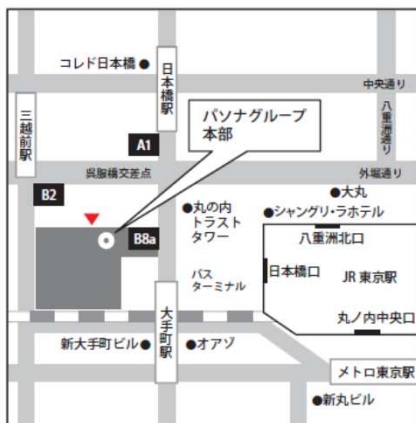 コレド日本橋
日本橋駅
中央通り
パソナグループ
本部
三越前駅
八重洲通り
A1
呉服橋交差点
外堀通り
B2
大丸
丸の内
トラスト
タワー
シャングリ・ラホテル
八重洲北口
B8a
日本橋口
JR 東京駅
バス
ターミナル
大手町駅
丸ノ内中央口
新大手町ビル
オアゾ
メトロ東京駅
新丸ビル